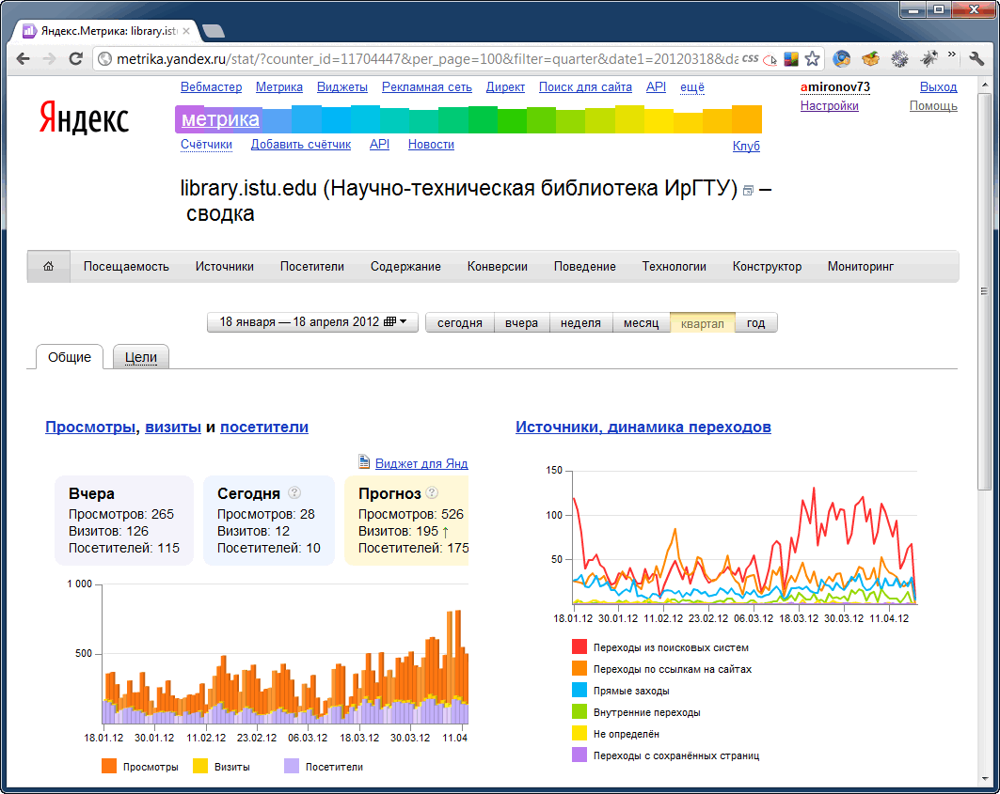 Яндекс.Метрика: library.ist
metrika.yandex.ru/stat/?counter_id=11704447&per_page=100&filter=quarter&date1=20120318&da css
Вебмастер Метрика Виджеты Рекламная сеть Директ Поиск для сайта API ещё amironov73 Выход
Настройки Помощь
Яндекс
метрика
Счётчики Добавить счётчик API Новости Клуб
library.istu.edu (Научно-техническая библиотека ИрГТУ) –
сводка
Посещаемость Источники Посетители Содержание Конверсии Поведение Технологии Конструктор Мониторинг
18 января — 18 апреля 2012 сегодня вчера неделя месяц квартал год
Общие Цели
Просмотры, визиты и посетители
Виджет для Янд
Вчера
Просмотров: 265
Визитов: 126
Посетителей: 115
Сегодня ?
Просмотров: 28
Визитов: 12
Посетителей: 10
Прогноз ?
Просмотров: 526
Визитов: 195 ↑
Посетителей: 175
1 000
500
18.01.12 30.01.12 11.02.12 23.02.12 06.03.12 18.03.12 30.03.12 11.04
Просмотры Визиты Посетители
Источники, динамика переходов
150
100
50
18.01.12 30.01.12 11.02.12 23.02.12 06.03.12 18.03.12 30.03.12 11.04.12
Переходы из поисковых систем
Переходы по ссылкам на сайтах
Прямые заходы
Внутренние переходы
Не определён
Переходы с сохранённых страниц